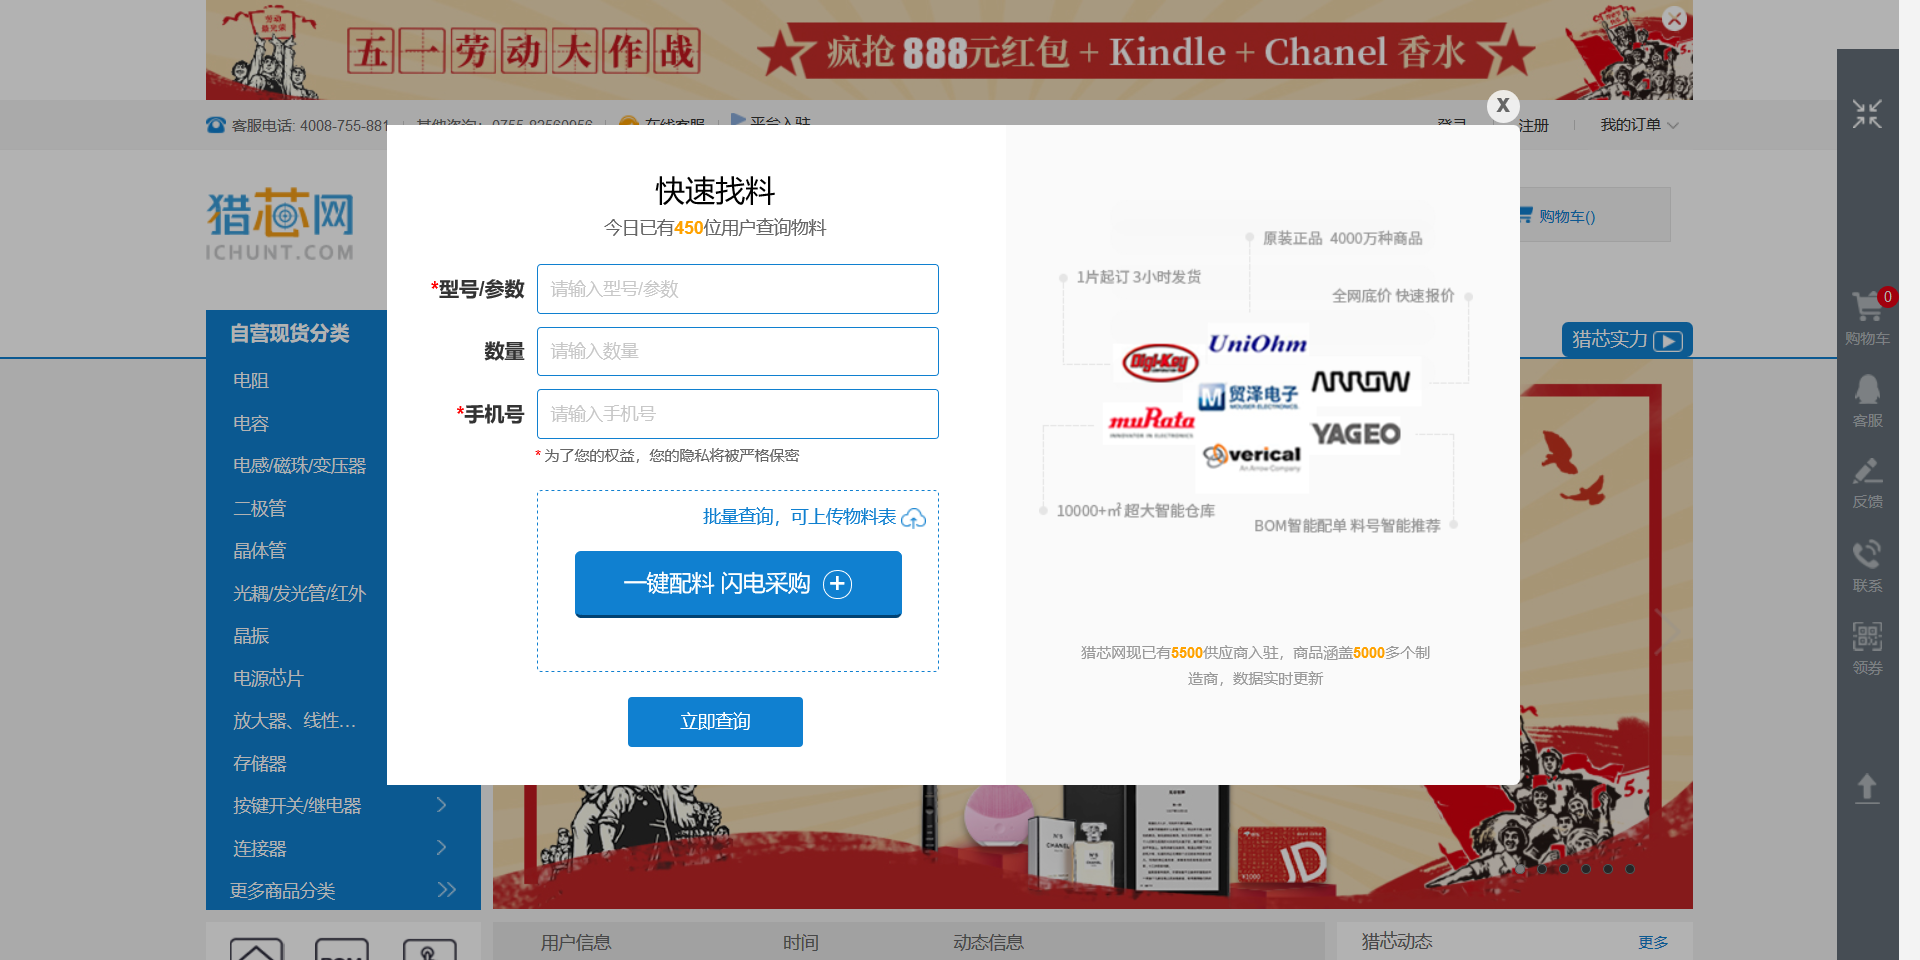 劳动
最光荣
五一劳动大作战
疯抢 888元红包 + Kindle + Chanel 香水
客服电话: 4008-755-881
其他咨询: 0755-83560956
在线客服
平台入驻
登录
注册
我的订单
X
猎芯网
ICHUNT.COM
购物车()
快速找料
今日已有450位用户查询物料
*型号/参数
请输入型号/参数
数量
请输入数量
*手机号
请输入手机号
* 为了您的权益，您的隐私将被严格保密
批量查询，可上传物料表
一键配料 闪电采购
立即查询
原装正品 4000万种商品
1片起订 3小时发货
全网底价 快速报价
UniOhm
Digi-Key
CORPORATION
ARROW
M 贸泽电子
MOUSER ELECTRONICS
muRata
INNOVATOR IN ELECTRONICS
YAGEO
verical
An Arrow Company
10000+㎡ 超大智能仓库
BOM智能配单 料号智能推荐
猎芯网现已有5500供应商入驻，商品涵盖5000多个制
造商，数据实时更新
自营现货分类
电阻
电容
电感/磁珠/变压器
二极管
晶体管
光耦/发光管/红外
晶振
电源芯片
放大器、线性…
存储器
按键开关/继电器
连接器
更多商品分类
猎芯实力
0
购物车
客服
反馈
联系
领券
N°5
CHANEL
N°5
JD
用户信息
时间
动态信息
猎芯动态
更多